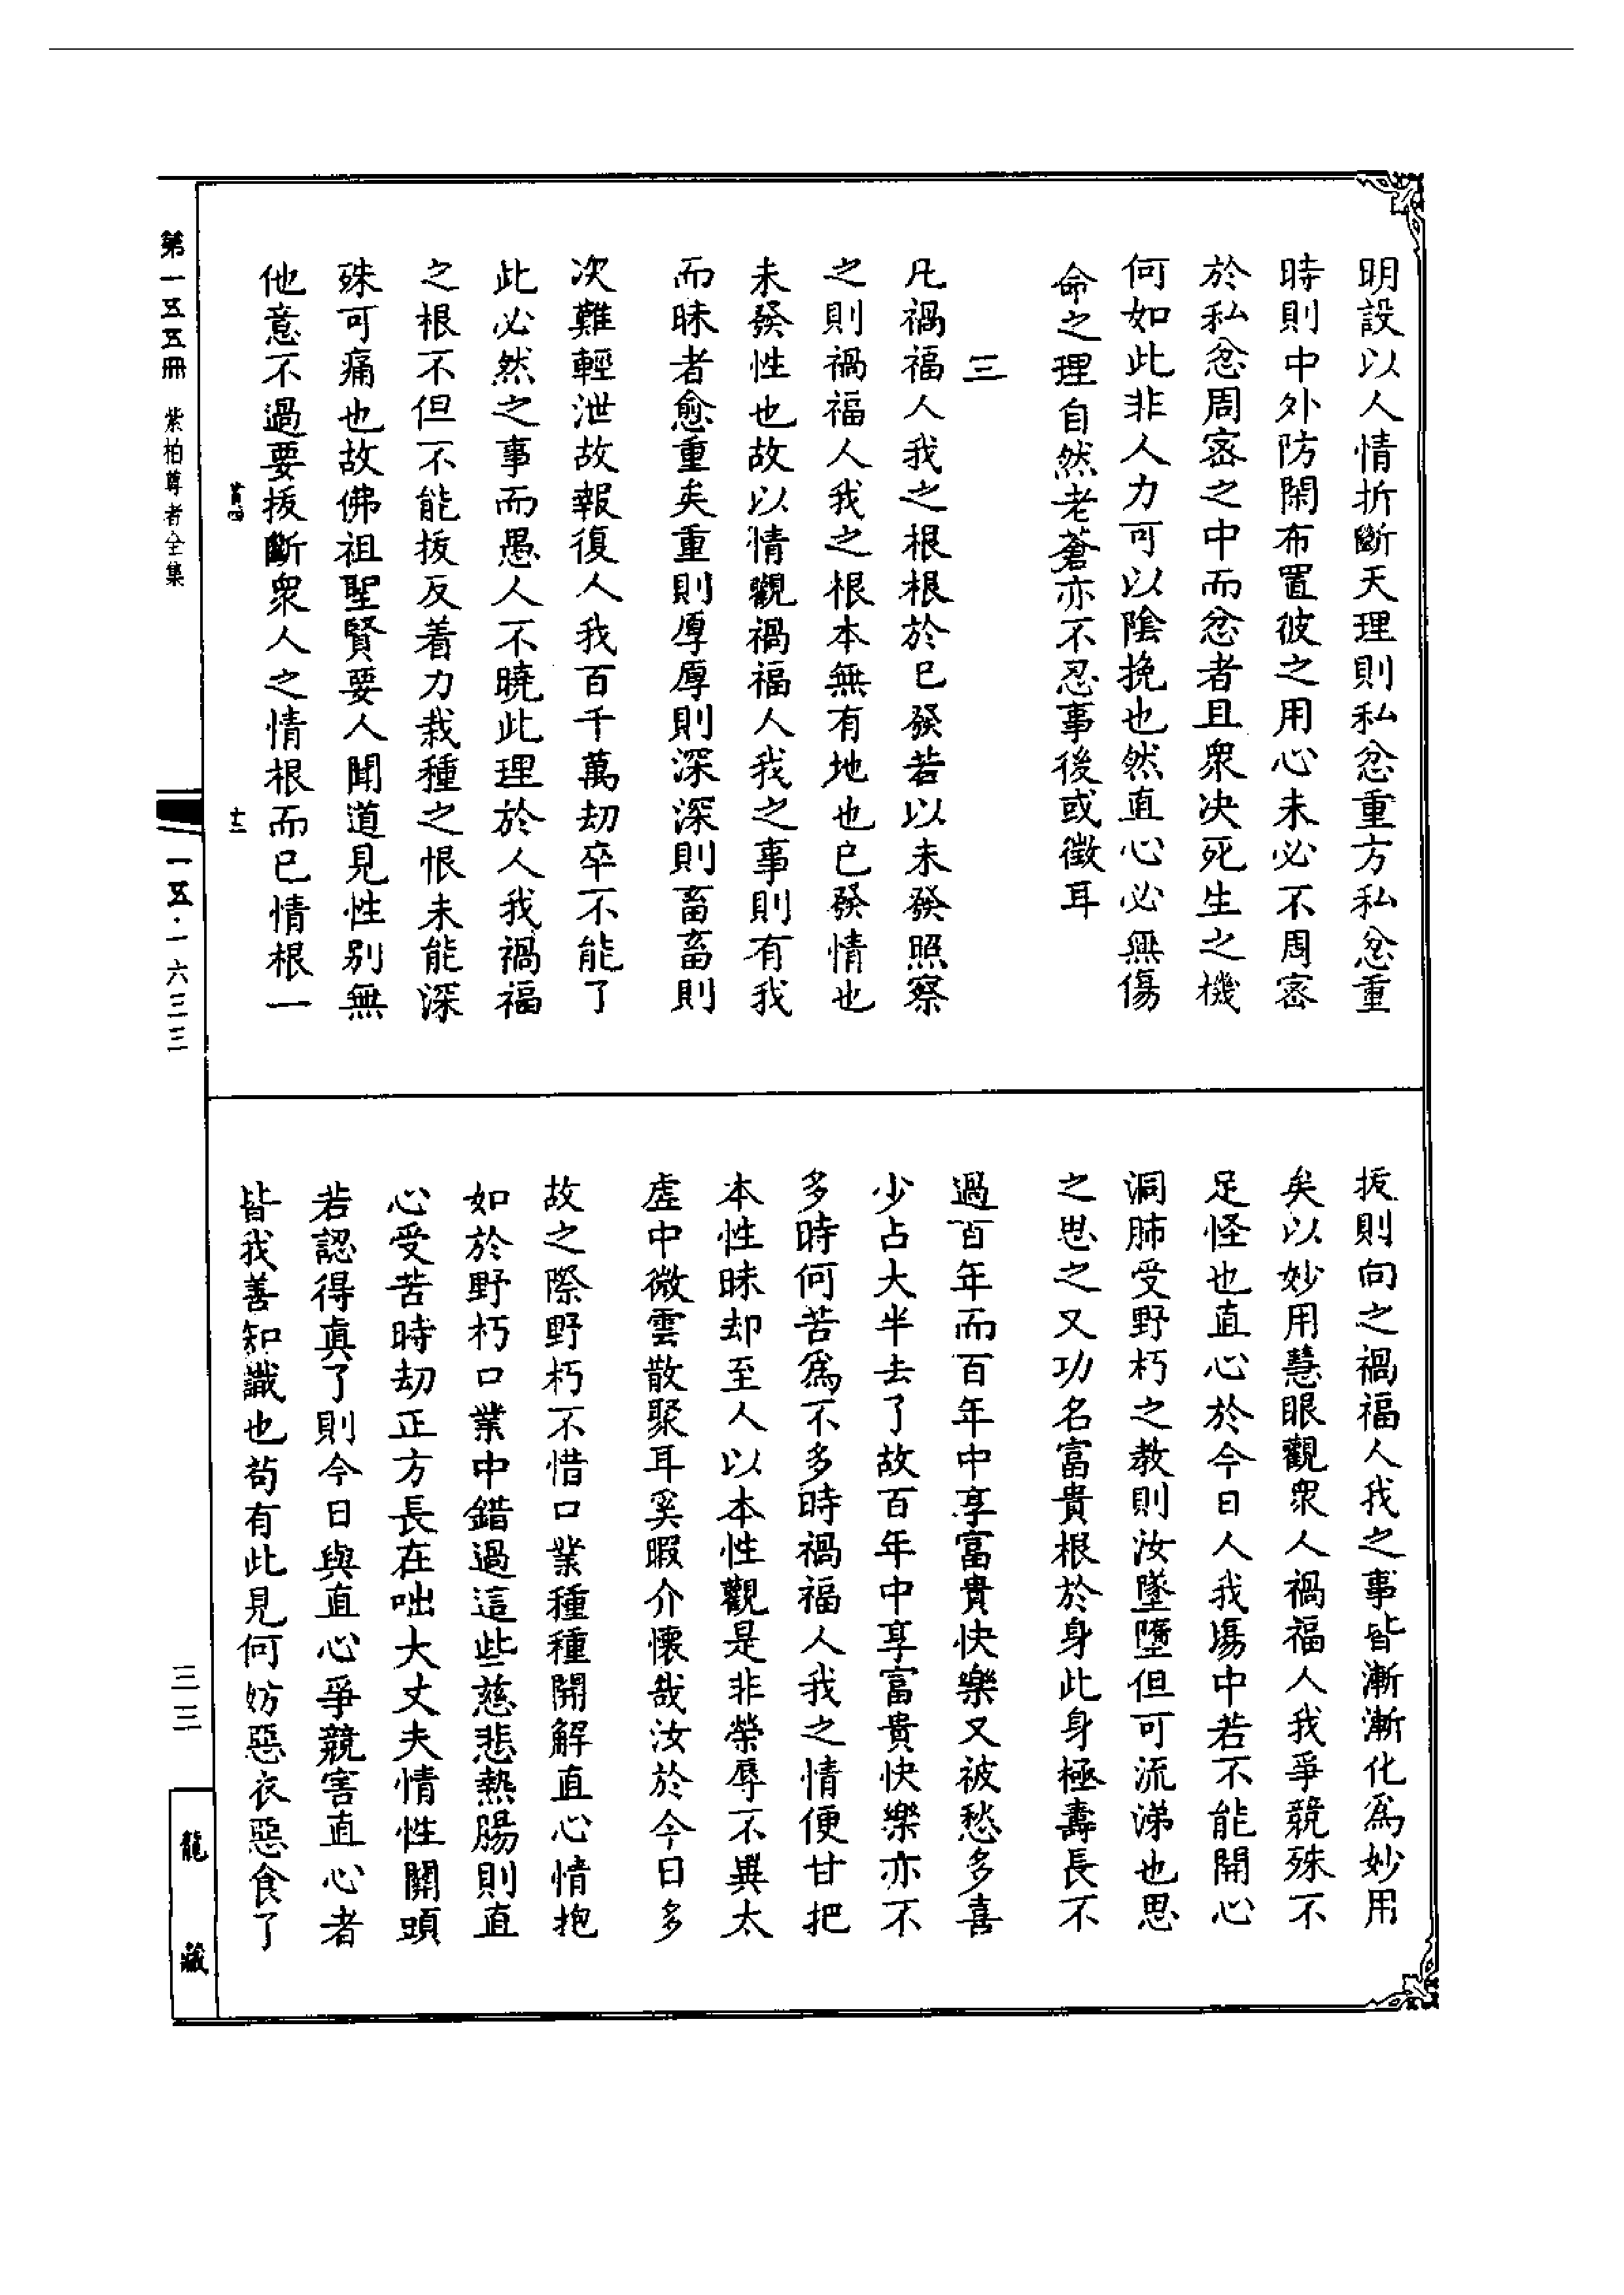 明設以人情折斷天理則私忿重方私忿重
時則中外防閑布置彼之用心未必不周密
於私忿周密之中而忿者且衆決死生之機
何如此非人力可以陰挽也然直心必無傷
命之理自然老蒼亦不忍事後或徵耳
三
凡禍福人我之根根於已發若以未發照察
之則禍福人我之根本無有地也已發情也
未發性也故以情觀禍福人我之事則有我
而昧者愈重矣重則厚厚則深深則畜畜則
次難輕泄故報復人我百千萬劫卒不能了
此必然之事而愚人不曉此理於人我禍福
之根不但不能拔反着力栽種之恨未能深
殊可痛也故佛祖聖賢要人聞道見性別無
他意不過要拔斷衆人之情根而已情根一
黃四
十二
拔則向之禍福人我之事皆漸漸化爲妙用
矣以妙用慧眼觀衆人禍福人我爭競殊不
足怪也直心於今日人我場中若不能開心
洞肺受野朽之教則汝墜墮但可流涕也思
之思之又功名富貴根於身此身極壽長不
過百年而百年中享富貴快樂又被愁多喜
少占大半去了故百年中享富貴快樂亦不
多時何苦爲不多時禍福人我之情便甘把
本性昧却至人以本性觀是非榮辱不異太
虛中微雲散聚耳奚暇介懷哉汝於今日多
故之際野朽不惜口業種種開解直心情抱
如於野朽口業中錯過這些慈悲熱腸則直
心受苦時劫正方長在咄大丈夫情性關頭
若認得真了則今日與直心爭競害直心者
皆我善知識也苟有此見何妨惡衣惡食了
第一五五冊 紫柏尊者全集
一五·一六三三
三三
龍藏